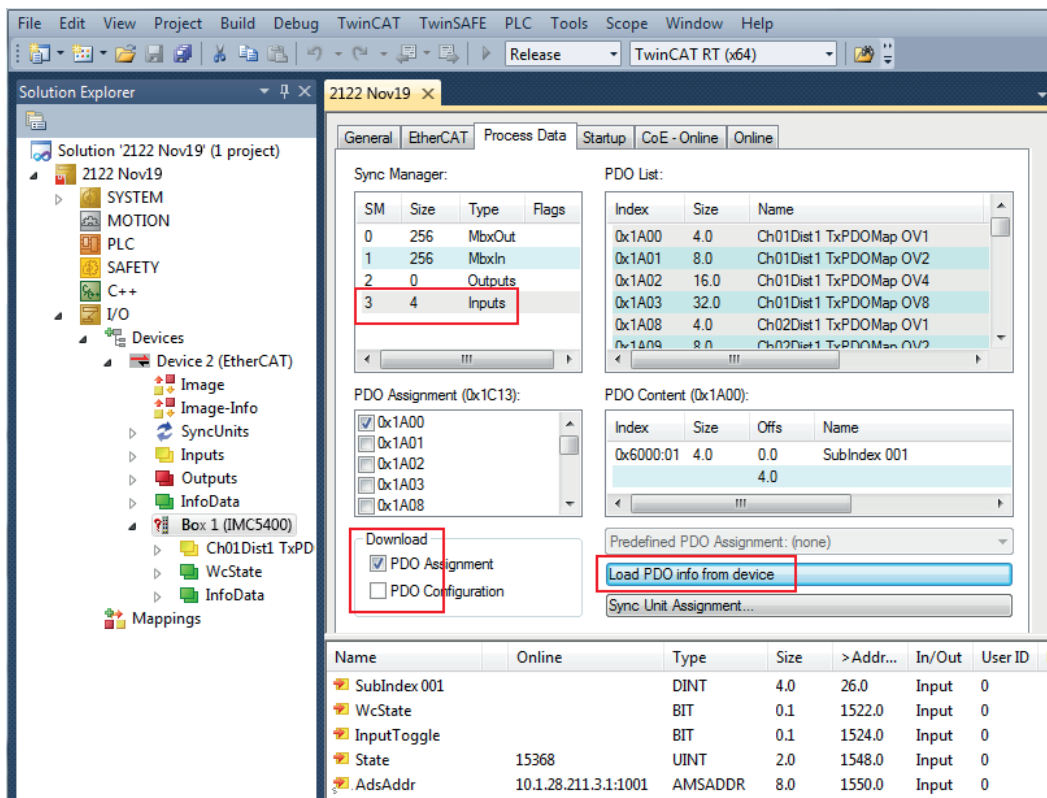 File Edit View Project Build Debug TwinCAT TwinSAFE PLC Tools Scope Window Help
Release TwinCAT RT (x64)
Solution Explorer
2122 Nov19
Solution '2122 Nov19' (1 project)
2122 Nov19
SYSTEM
MOTION
PLC
SAFETY
C++
I/O
Devices
Device 2 (EtherCAT)
Image
Image-Info
SyncUnits
Inputs
Outputs
InfoData
Box 1 (IMC5400)
Ch01Dist1 TxPD
WcState
InfoData
Mappings
General EtherCAT Process Data Startup CoE - Online Online
Sync Manager:
SM Size Type Flags
0 256 MbxOut
1 256 MbxIn
2 0 Outputs
3 4 Inputs
PDO List:
Index Size Name
0x1A00 4.0 Ch01Dist1 TxPDOMap OV1
0x1A01 8.0 Ch01Dist1 TxPDOMap OV2
0x1A02 16.0 Ch01Dist1 TxPDOMap OV4
0x1A03 32.0 Ch01Dist1 TxPDOMap OV8
0x1A08 4.0 Ch02Dist1 TxPDOMap OV1
0x1A09 8.0 Ch02Dist1 TxPDOMap OV2
PDO Assignment (0x1C13):
0x1A00
0x1A01
0x1A02
0x1A03
0x1A08
PDO Content (0x1A00):
Index Size Offs Name
0x6000:01 4.0 0.0 SubIndex 001
4.0
Download
PDO Assignment
PDO Configuration
Predefined PDO Assignment: (none)
Load PDO info from device
Sync Unit Assignment...
Name Online Type Size >Addr... In/Out User ID
SubIndex 001 DINT 4.0 26.0 Input 0
WcState BIT 0.1 1522.0 Input 0
InputToggle BIT 0.1 1524.0 Input 0
State 15368 UINT 2.0 1548.0 Input 0
AdsAddr 10.1.28.211.3.1:1001 AMSADDR 8.0 1550.0 Input 0